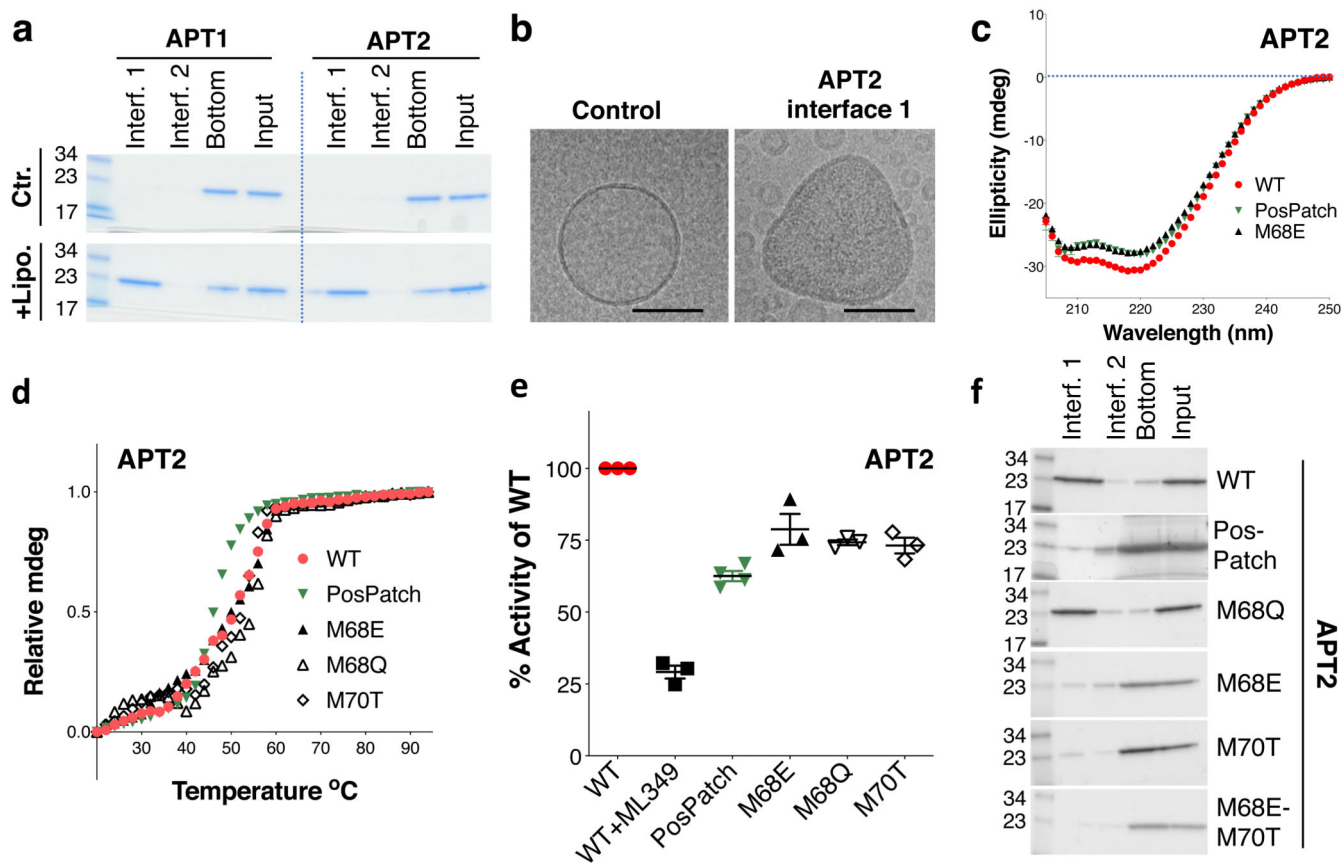 a
APT1
APT2
Interf. 1
Interf. 2
Bottom
Input
Interf. 1
Interf. 2
Bottom
Input
Ctr.
34
23
17
+Lipo.
34
23
17
b
Control
APT2
interface 1
c
APT2
Ellipticity (mdeg)
10
0
-10
-20
-30
WT
PosPatch
M68E
210
220
230
240
250
Wavelength (nm)
d
APT2
Relative mdeg
1.0
0.5
0.0
WT
PosPatch
M68E
M68Q
M70T
30
40
50
60
70
80
90
Temperature ºC
e
APT2
% Activity of WT
100
75
50
25
0
WT
WT+ML349
PosPatch
M68E
M68Q
M70T
f
Interf. 1
Interf. 2
Bottom
Input
34
23
17
WT
34
23
17
Pos-
Patch
34
23
17
M68Q
34
23
M68E
34
23
M70T
34
23
M68E-
M70T
APT2